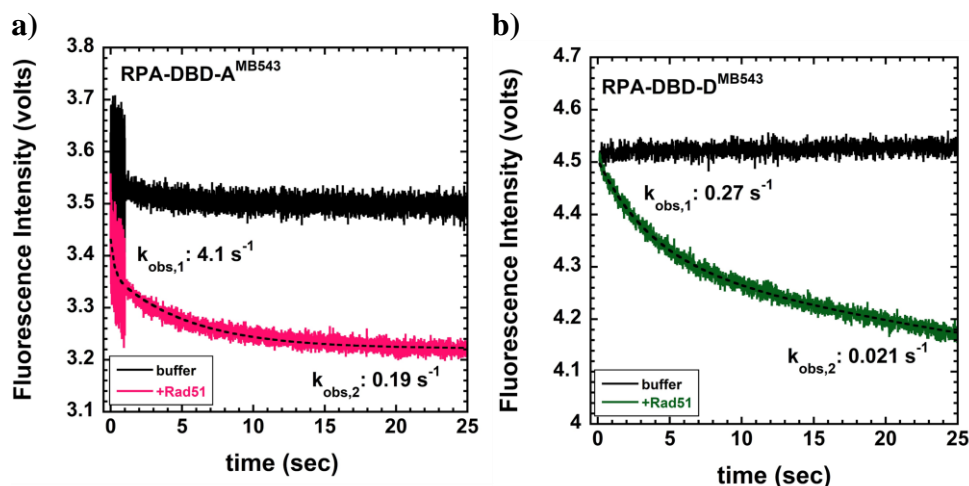 a)
Fluorescence Intensity (volts)
3.8
3.7
3.6
3.5
3.4
3.3
3.2
3.1
RPA-DBD-A^MB543
k_obs,1: 4.1 s^-1
k_obs,2: 0.19 s^-1
buffer
+Rad51
0 5 10 15 20 25
time (sec)
b)
Fluorescence Intensity (volts)
4.7
4.6
4.5
4.4
4.3
4.2
4.1
4
RPA-DBD-D^MB543
k_obs,1: 0.27 s^-1
k_obs,2: 0.021 s^-1
buffer
+Rad51
0 5 10 15 20 25
time (sec)